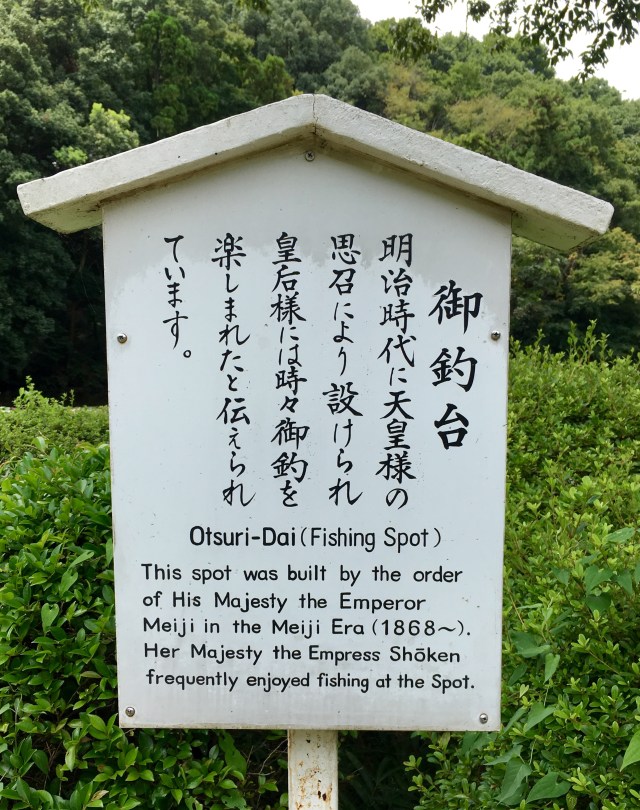 御釣台
明治時代に天皇様の
思召により設けられ
皇后様には時々御釣を
楽しまれたと伝えられ
ています。
Otsuri-Dai (Fishing Spot)
This spot was built by the order
of His Majesty the Emperor
Meiji in the Meiji Era (1868～).
Her Majesty the Empress Shōken
frequently enjoyed fishing at the Spot.